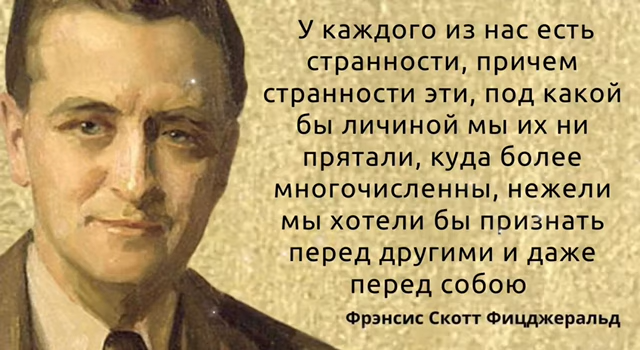 У каждого из нас есть
странности, причем
странности эти, под какой
бы личиной мы их ни
прятали, куда более
многочисленны, нежели
мы хотели бы признать
перед другими и даже
перед собою
Фрэнсис Скотт Фицджеральд